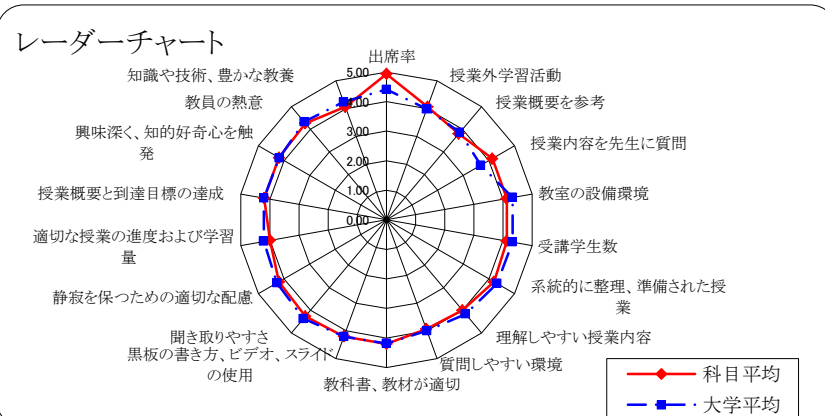 レーダーチャート
出席率
授業外学習活動
授業概要を参考
授業内容を先生に質問
教室の設備環境
受講学生数
系統的に整理、準備された授
業
理解しやすい授業内容
質問しやすい環境
教科書、教材が適切
黒板の書き方、ビデオ、スライド
の使用
聞き取りやすさ
静寂を保つための適切な配慮
適切な授業の進度および学習
量
授業概要と到達目標の達成
興味深く、知的好奇心を触
発
教員の熱意
知識や技術、豊かな教養
5.00
4.00
3.00
2.00
1.00
0.00
科目平均
大学平均